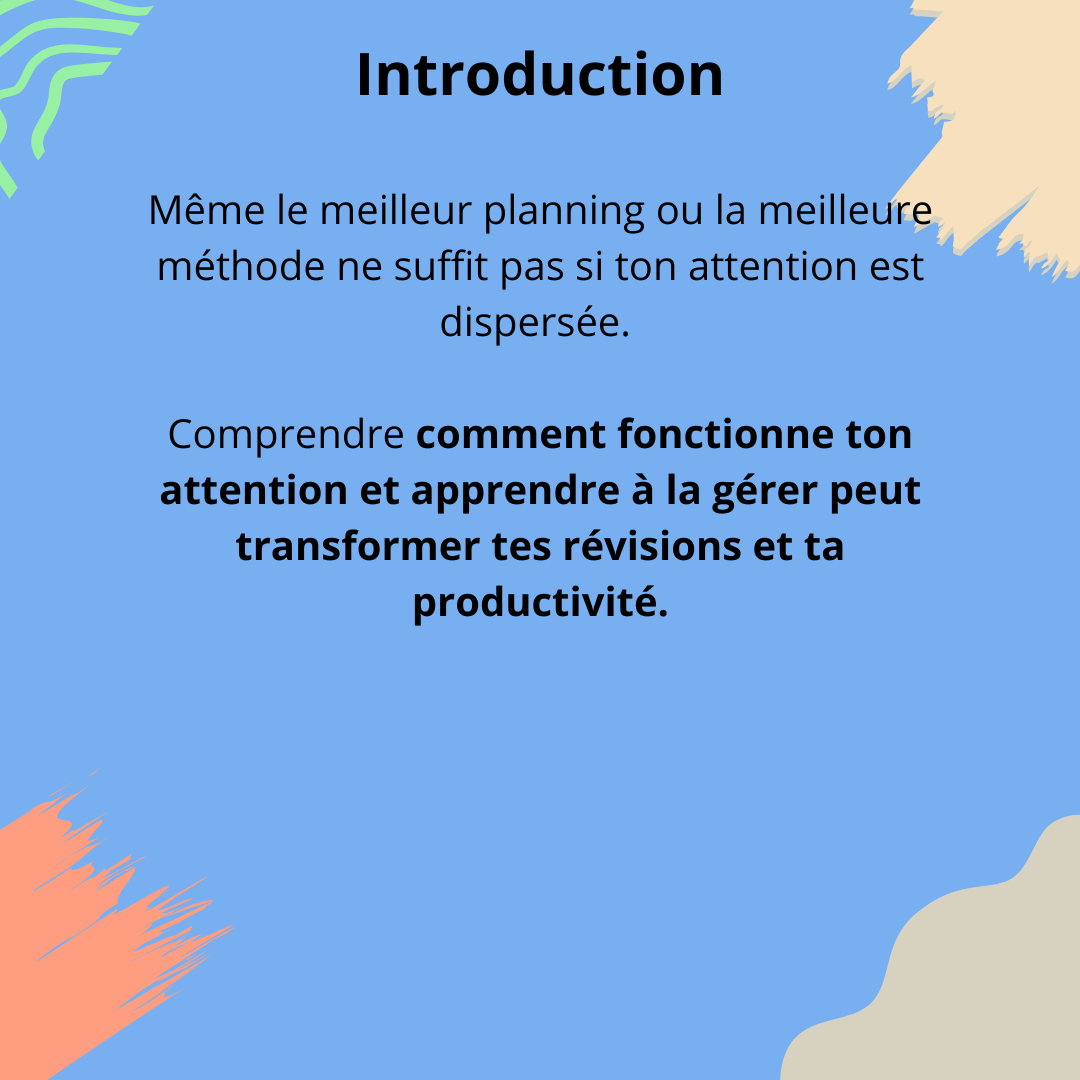 Introduction
Même le meilleur planning ou la meilleure
méthode ne suffit pas si ton attention est
dispersée.
Comprendre comment fonctionne ton
attention et apprendre à la gérer peut
transformer tes révisions et ta
productivité.